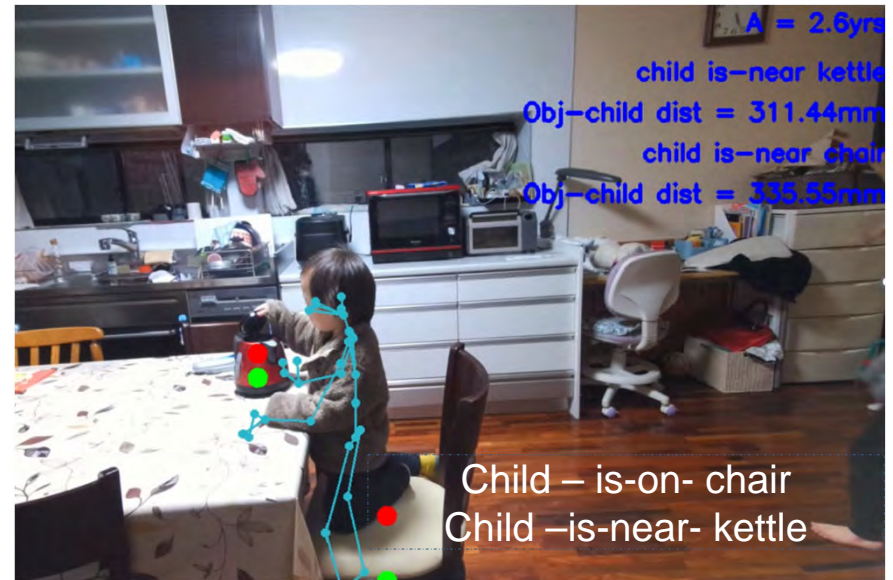 A = 2.6yrs
child is-near kettle
Obj-child dist = 311.44mm
child is-near chair
Obj-child dist = 335.55mm
Child – is-on- chair
Child –is-near- kettle